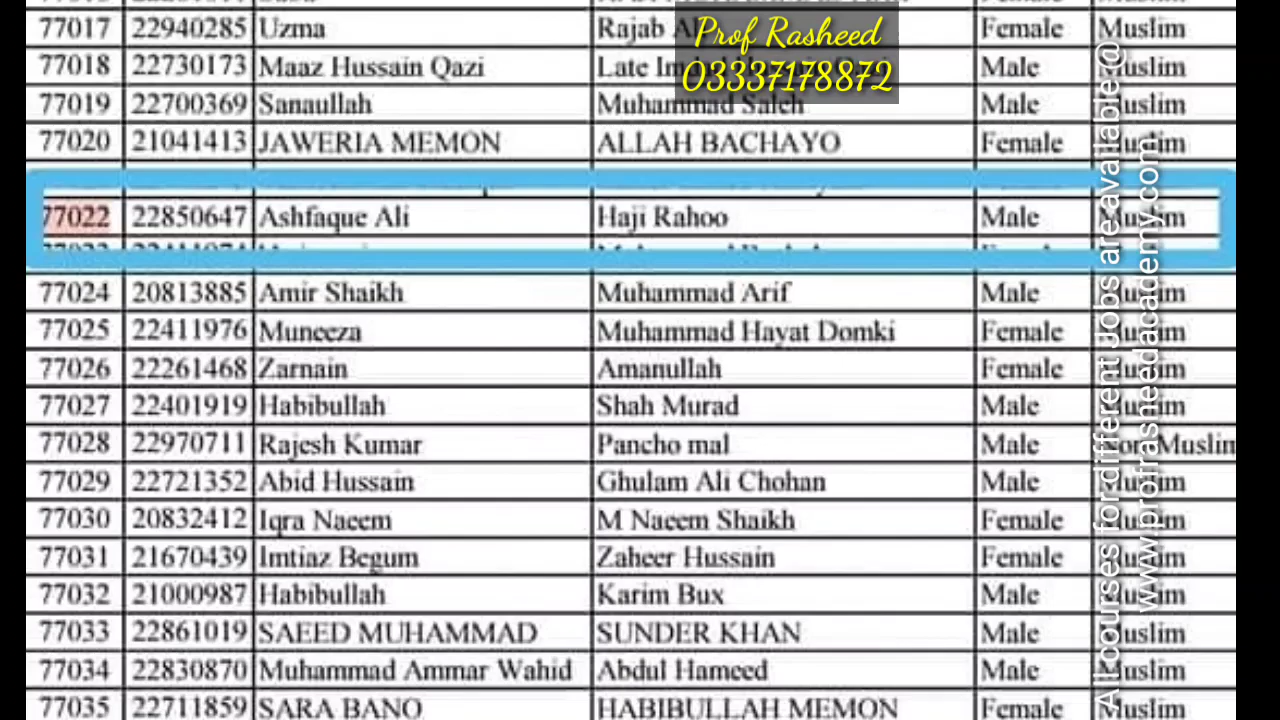 Prof Rasheed
03337178872
77017 22940285 Uzma Rajab Female Muslim
77018 22730173 Maaz Hussain Qazi Late Male Muslim
77019 22700369 Sanaullah Muhammad Saleh Male Muslim
77020 21041413 JAWERIA MEMON ALLAH BACHAYO Female Muslim
77022 22850647 Ashfaque Ali Haji Rahoo Male Muslim
77024 20813885 Amir Shaikh Muhammad Arif Male Muslim
77025 22411976 Muneeza Muhammad Hayat Domki Female Muslim
77026 22261468 Zarnain Amanullah Female Muslim
77027 22401919 Habibullah Shah Murad Male Muslim
77028 22970711 Rajesh Kumar Pancho mal Male Non Muslim
77029 22721352 Abid Hussain Ghulam Ali Chohan Male Muslim
77030 20832412 Iqra Naeem M Naeem Shaikh Female Muslim
77031 21670439 Imtiaz Begum Zaheer Hussain Female Muslim
77032 21000987 Habibullah Karim Bux Male Muslim
77033 22861019 SAEED MUHAMMAD SUNDER KHAN Male Muslim
77034 22830870 Muhammad Ammar Wahid Abdul Hameed Male Muslim
77035 22711859 SARA BANO HABIBULLAH MEMON Female Muslim
All courses for different Jobs areavailable @
www.profrasheedacademy.com